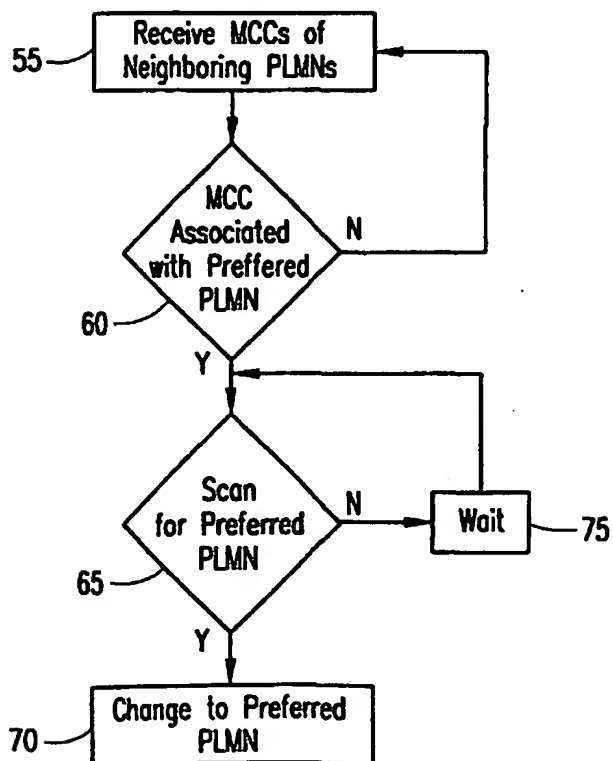 Receive MCCs of
Neighboring PLMNs
55
MCC
Associated
with Preffered
PLMN
N
60
Y
Scan
for Preferred
PLMN
N
Wait
75
65
Y
Change to Preferred
PLMN
70